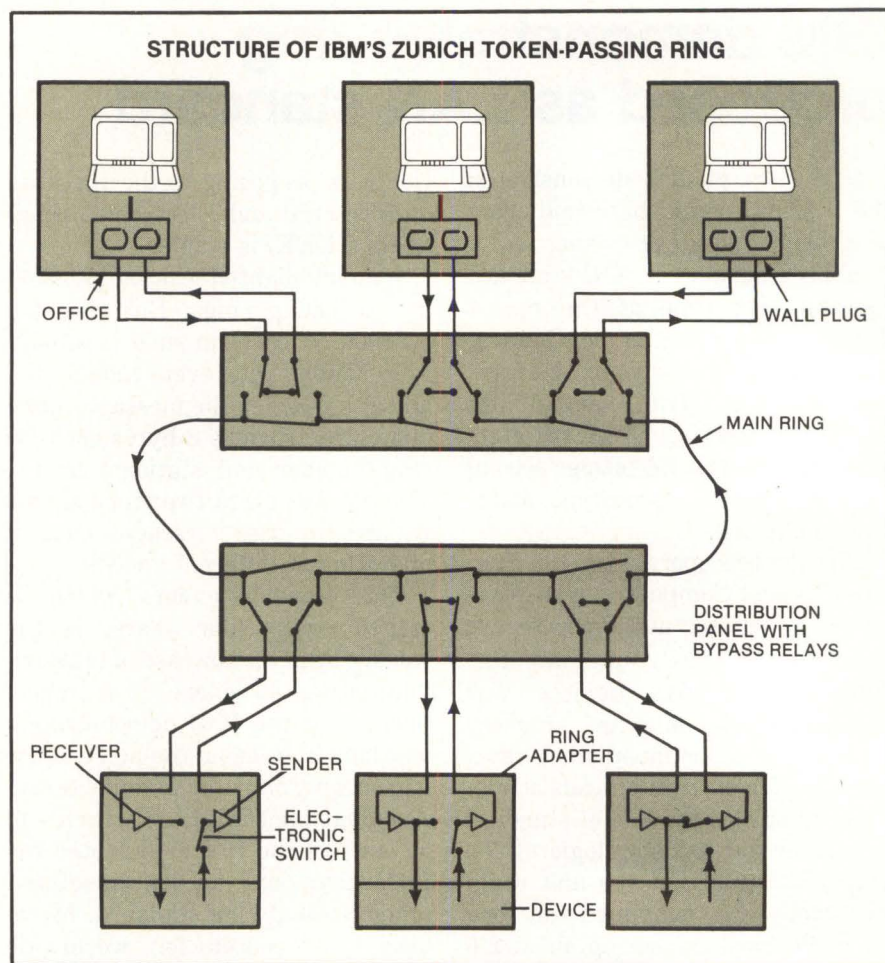 STRUCTURE OF IBM'S ZURICH TOKEN-PASSING RING
OFFICE
WALL PLUG
MAIN RING
DISTRIBUTION
PANEL WITH
BYPASS RELAYS
RECEIVER
SENDER
RING
ADAPTER
ELEC-
TRONIC
SWITCH
DEVICE